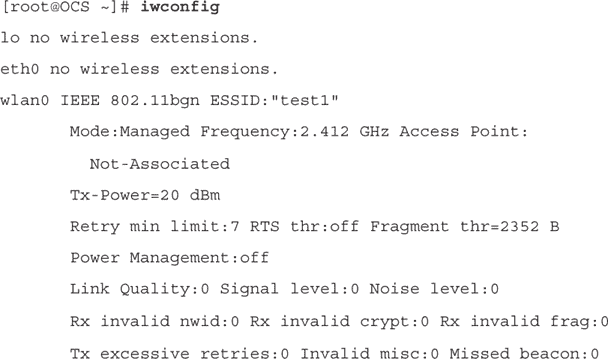 [root@OCS ~]# iwconfig
lo no wireless extensions.
eth0 no wireless extensions.
wlan0 IEEE 802.11bgn ESSID:"test1"
Mode:Managed Frequency:2.412 GHz Access Point:
Not-Associated
Tx-Power=20 dBm
Retry min limit:7 RTS thr:off Fragment thr=2352 B
Power Management:off
Link Quality:0 Signal level:0 Noise level:0
Rx invalid nwid:0 Rx invalid crypt:0 Rx invalid frag:0
Tx excessive retries:0 Invalid misc:0 Missed beacon:0